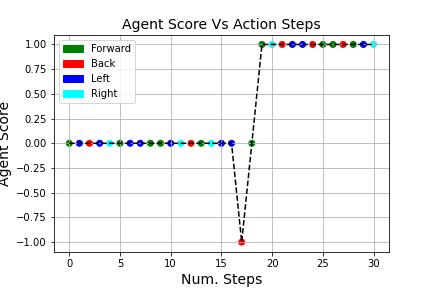 Agent Score Vs Action Steps
Agent Score
1.00
0.75
0.50
0.25
0.00
−0.25
−0.50
−0.75
−1.00
Forward
Back
Left
Right
0 5 10 15 20 25 30
Num. Steps